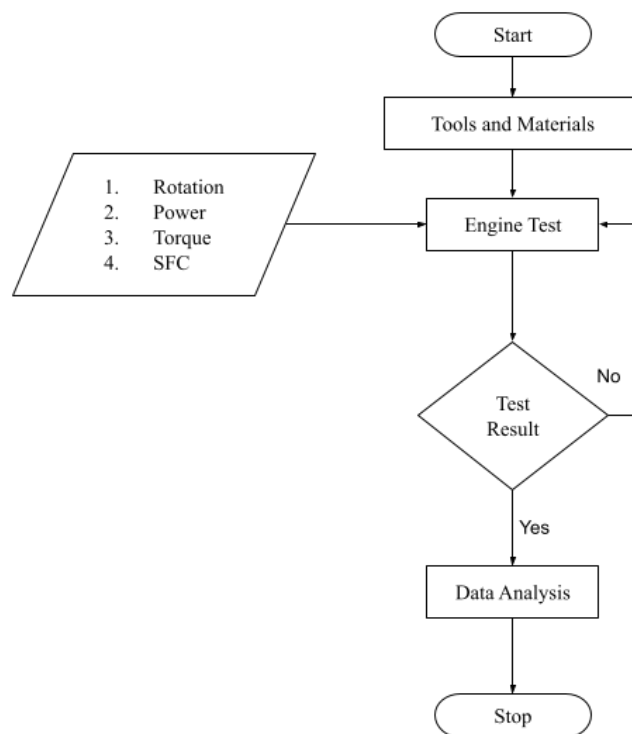 Start
Tools and Materials
1. Rotation
2. Power
3. Torque
4. SFC
Engine Test
No
Test
Result
Yes
Data Analysis
Stop